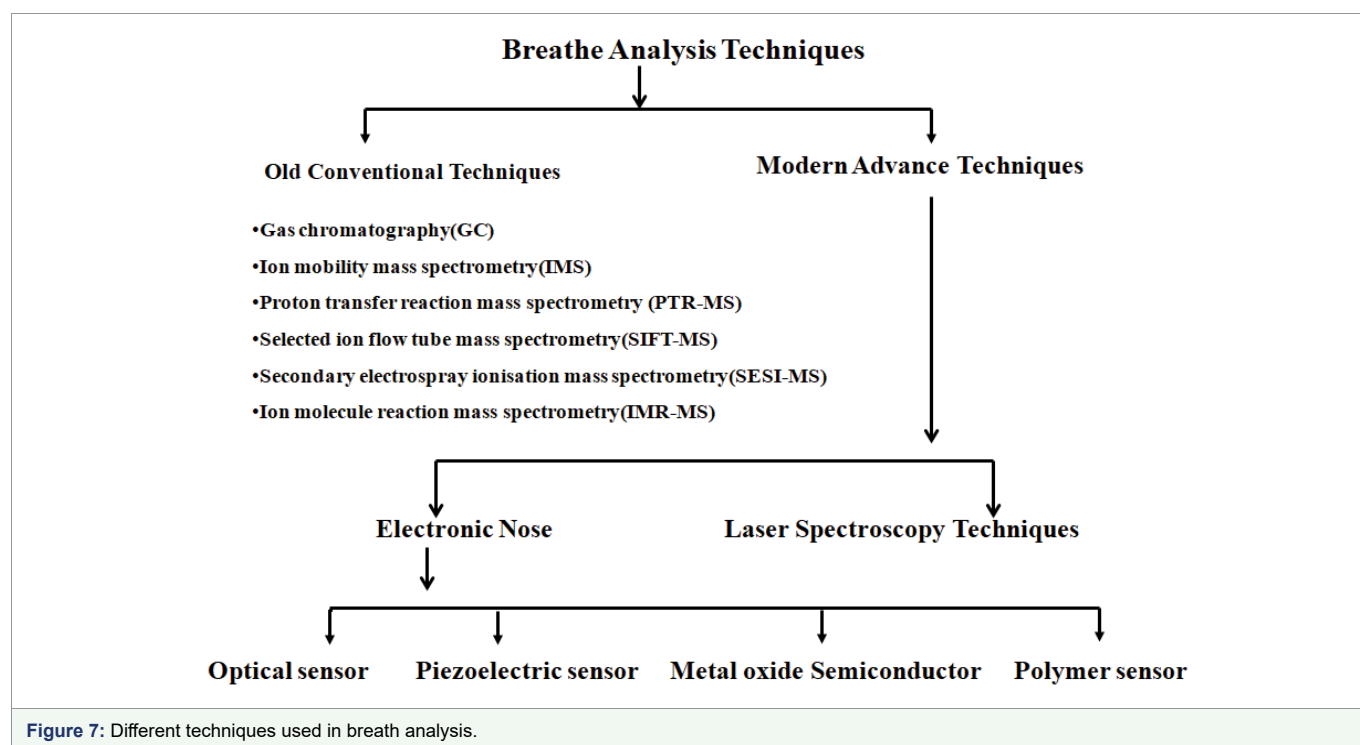 Breathe Analysis Techniques
Old Conventional Techniques
Modern Advance Techniques
•Gas chromatography(GC)
•Ion mobility mass spectrometry(IMS)
•Proton transfer reaction mass spectrometry (PTR-MS)
•Selected ion flow tube mass spectrometry(SIFT-MS)
•Secondary electrospray ionisation mass spectrometry(SESI-MS)
•Ion molecule reaction mass spectrometry(IMR-MS)
Electronic Nose
Laser Spectroscopy Techniques
Optical sensor
Piezoelectric sensor
Metal oxide Semiconductor
Polymer sensor
Figure 7: Different techniques used in breath analysis.